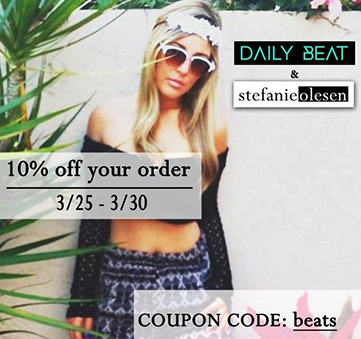 DAILY BEAT
&
stefanieolesen
10% off your order
3/25 - 3/30
COUPON CODE: beats